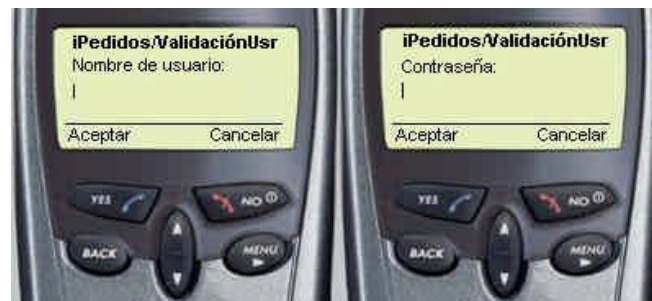 iPedidos/ValidaciónUsr
Nombre de usuario:
Aceptar Cancelar
YES NO
BACK MENU
iPedidos/ValidaciónUsr
Contraseña:
Aceptar Cancelar
YES NO
BACK MENU